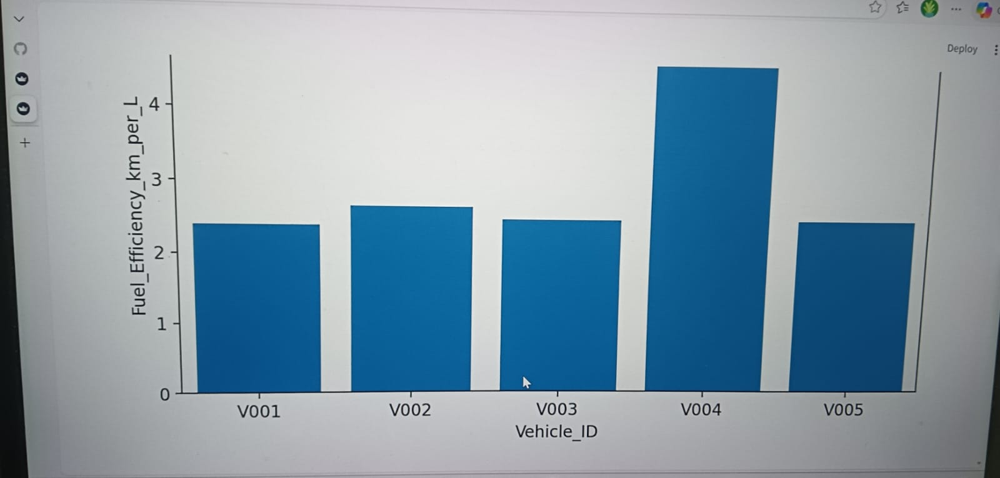 Deploy
Fuel_Efficiency_km_per_L
4
3
2
1
0
V001 V002 V003 V004 V005
Vehicle_ID